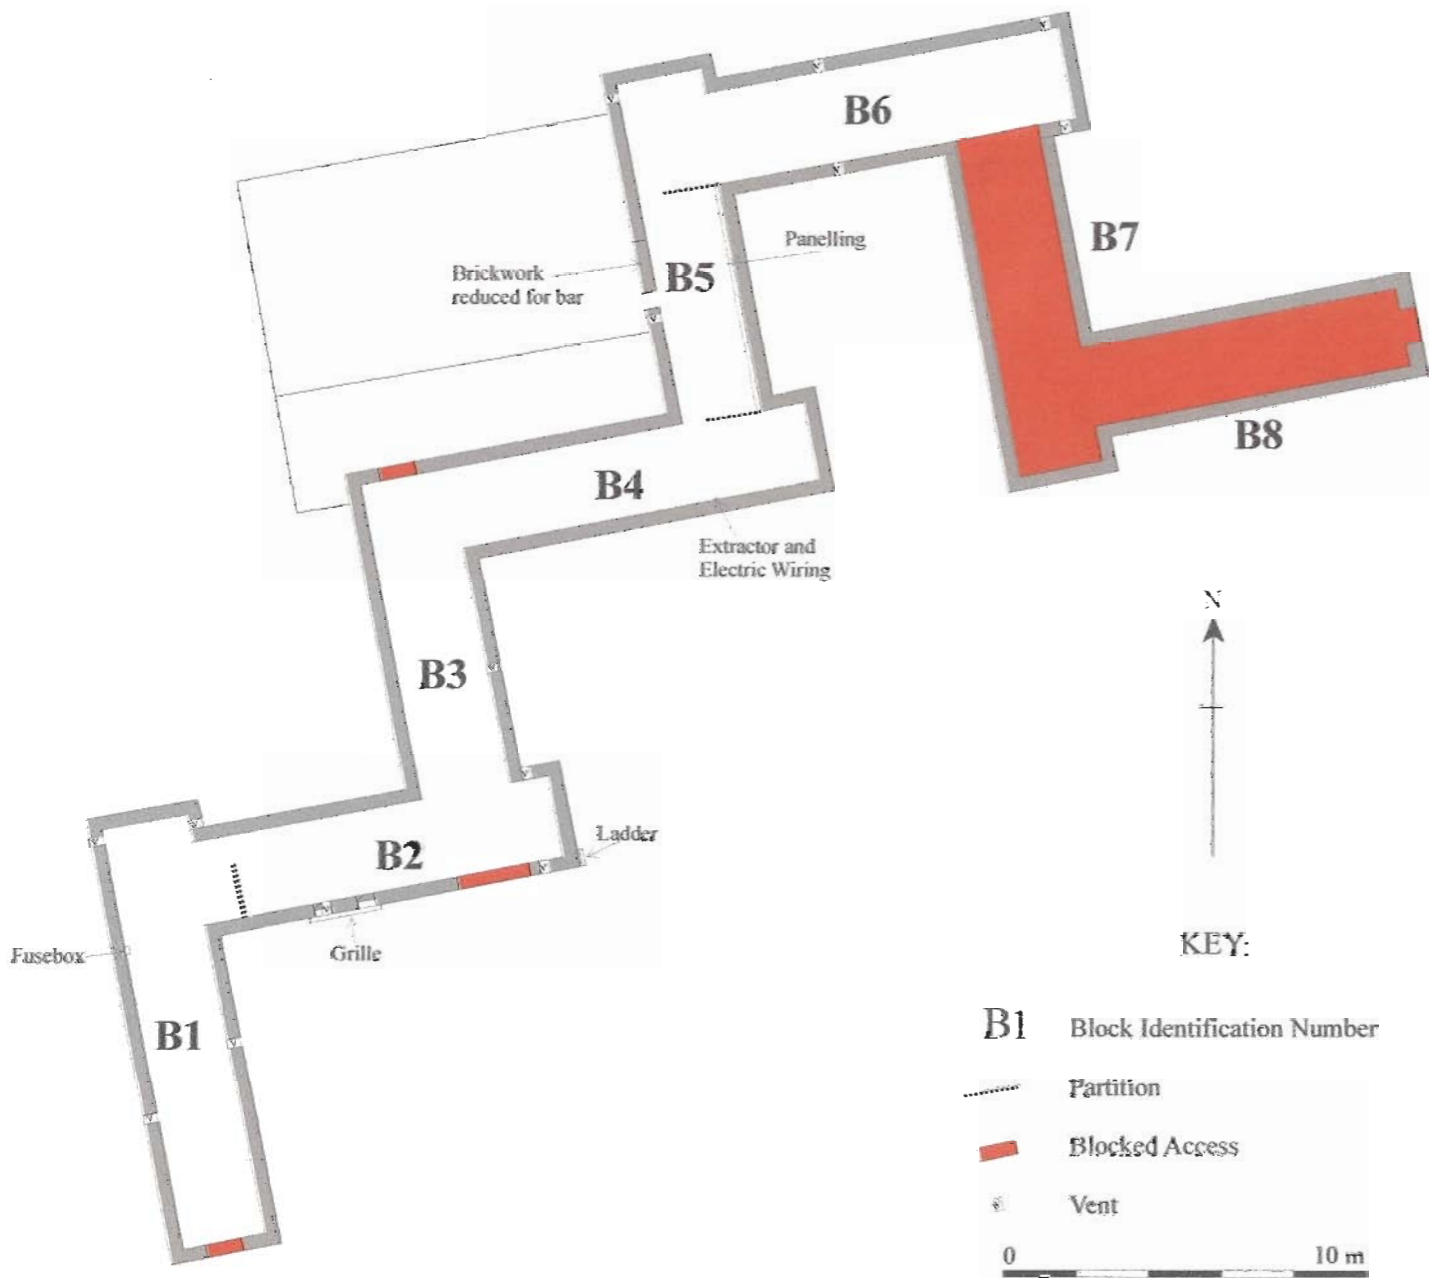 B6
B7
Panelling
B5
Brickwork
reduced for bar
B8
B4
Extractor and
Electric Wiring
N
B3
Ladder
B2
Grille
Fusebox
B1
KEY:
B1 Block Identification Number
Partition
Blocked Access
Vent
0 10 m